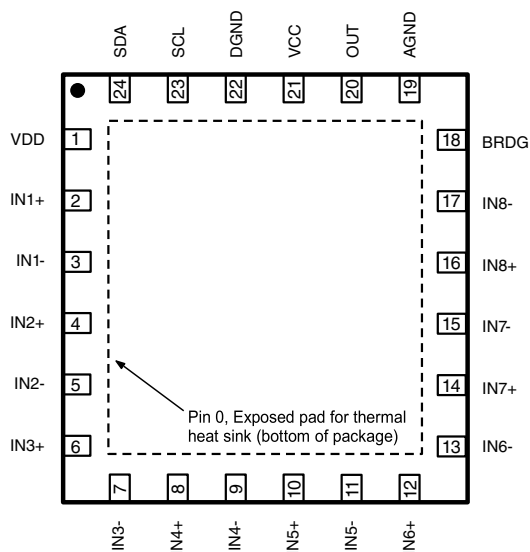 SDA SCL DGND VCC OUT AGND
24 23 22 21 20 19
VDD 1 18 BRDG
IN1+ 2 17 IN8-
IN1- 3 16 IN8+
IN2+ 4 15 IN7-
IN2- 5 14 IN7+
Pin 0, Exposed pad for thermal
heat sink (bottom of package)
IN3+ 6 13 IN6-
7 8 9 10 11 12
IN3- N4+ IN4- N5+ IN5- N6+